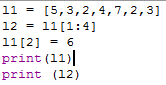 l1 = [5,3,2,4,7,2,3]
l2 = l1[1:4]
l1[2] = 6
print(l1)
print (l2)